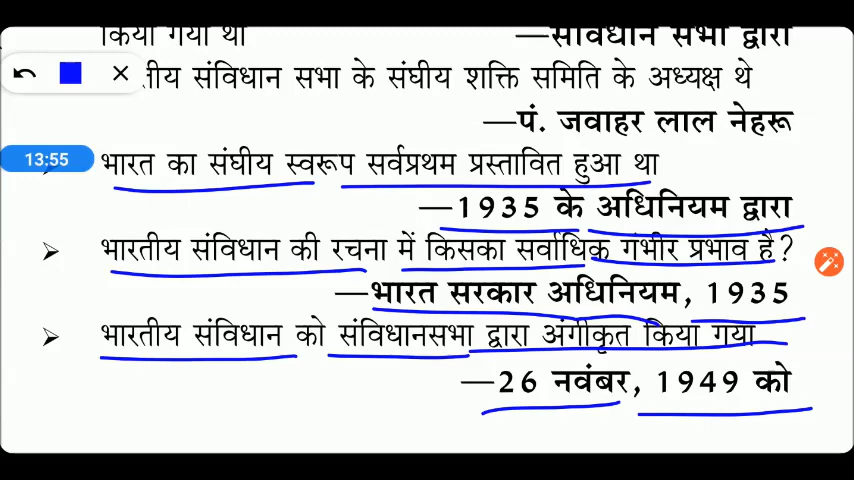 किया गया था
—संविधान सभा द्वारा
तीय संविधान सभा के संघीय शक्ति समिति के अध्यक्ष थे
—पं. जवाहर लाल नेहरू
13:55
भारत का संघीय स्वरूप सर्वप्रथम प्रस्तावित हुआ था
—1935 के अधिनियम द्वारा
➢ भारतीय संविधान की रचना में किसका सर्वाधिक गंभीर प्रभाव है?
—भारत सरकार अधिनियम, 1935
➢ भारतीय संविधान को संविधानसभा द्वारा अंगीकृत किया गया
—26 नवंबर, 1949 को